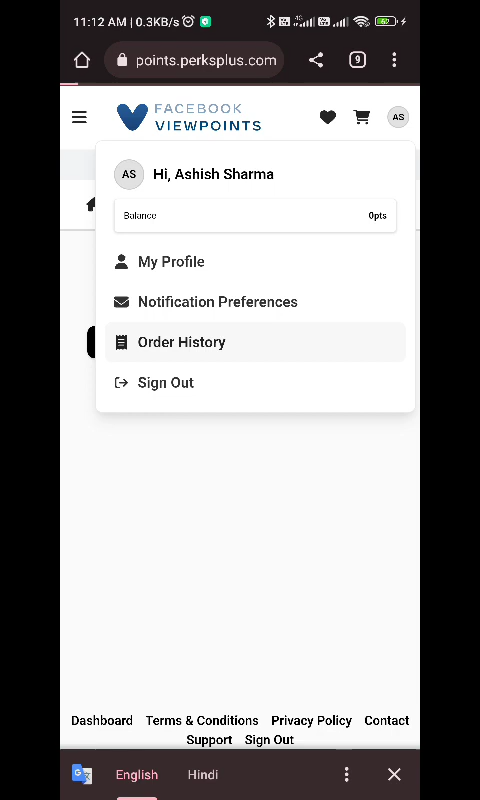 11:12 AM | 0.3KB/s
points.perksplus.com
9
FACEBOOK
VIEWPOINTS
AS
AS
Hi, Ashish Sharma
Balance
0pts
My Profile
Notification Preferences
Order History
Sign Out
Dashboard Terms & Conditions Privacy Policy Contact
Support Sign Out
English Hindi